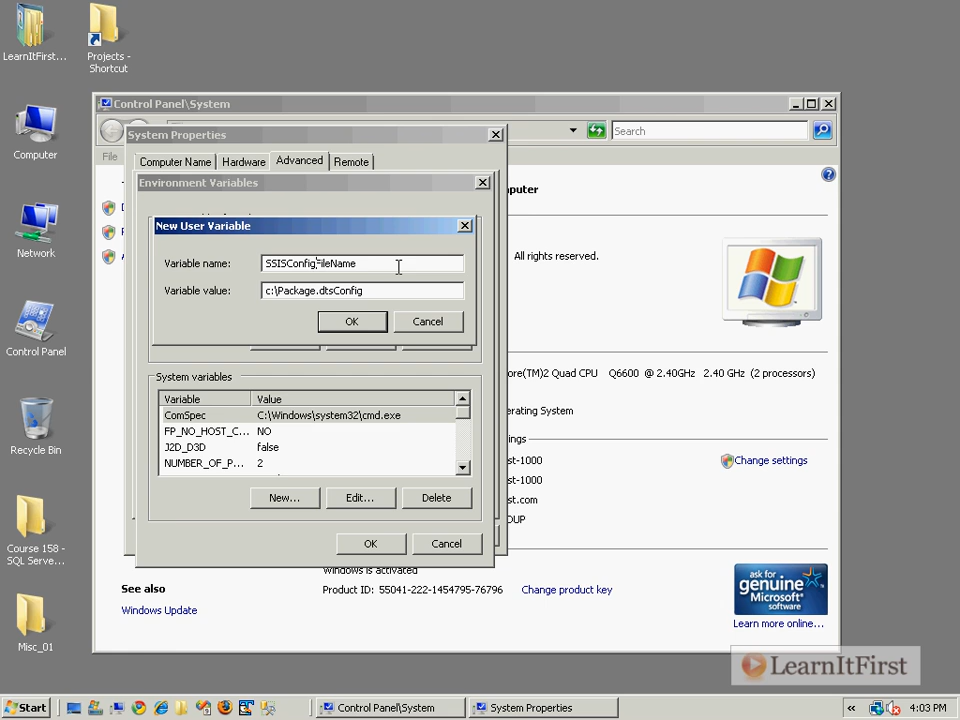 LearnItFirst...
Projects -
Shortcut
Computer
Network
Control Panel
Recycle Bin
Course 158 -
SQL Serve...
Misc_01
Control Panel\System
Search
File
System Properties
Computer Name
Hardware
Advanced
Remote
Environment Variables
New User Variable
Variable name:
SSISConfigFileName
Variable value:
c:\Package.dtsConfig
OK
Cancel
System variables
Variable
Value
ComSpec
C:\Windows\system32\cmd.exe
FP_NO_HOST_C...
NO
J2D_D3D
false
NUMBER_OF_P...
2
New...
Edit...
Delete
OK
Cancel
mputer
All rights reserved.
ore(TM)2 Quad CPU Q6600 @ 2.40GHz 2.40 GHz (2 processors)
erating System
ings
st-1000
Change settings
st-1000
st.com
OUP
Windows is activated
Product ID: 55041-222-1454795-76796
Change product key
See also
Windows Update
ask for
genuine
Microsoft
software
Learn more online...
LearnItFirst
Start
Control Panel\System
System Properties
4:03 PM